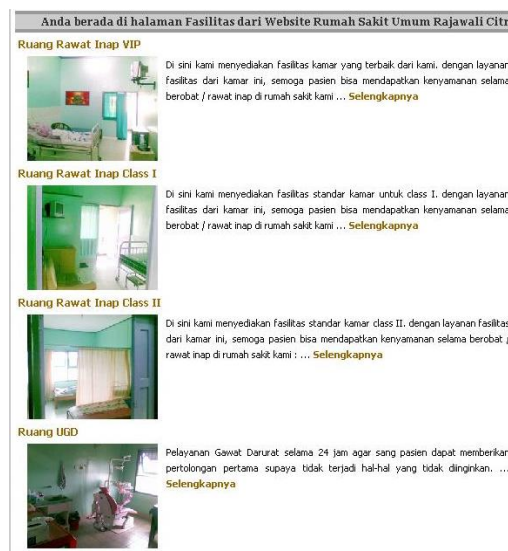 Anda berada di halaman Fasilitas dari Website Rumah Sakit Umum Rajawali Citr
Ruang Rawat Inap VIP
Di sini kami menyediakan fasilitas kamar yang terbaik dari kami. dengan layanan
fasilitas dari kamar ini, semoga pasien bisa mendapatkan kenyamanan selama
berobat / rawat inap di rumah sakit kami ... Selengkapnya
Ruang Rawat Inap Class I
Di sini kami menyediakan fasilitas standar kamar untuk class I. dengan layanan
fasilitas dari kamar ini, semoga pasien bisa mendapatkan kenyamanan selama
berobat / rawat inap di rumah sakit kami ... Selengkapnya
Ruang Rawat Inap Class II
Di sini kami menyediakan fasilitas standar kamar class II. dengan layanan fasilitas
dari kamar ini, semoga pasien bisa mendapatkan kenyamanan selama berobat /
rawat inap di rumah sakit kami : ... Selengkapnya
Ruang UGD
Pelayanan Gawat Darurat selama 24 jam agar sang pasien dapat memberikan
pertolongan pertama supaya tidak terjadi hal-hal yang tidak diinginkan. ...
Selengkapnya